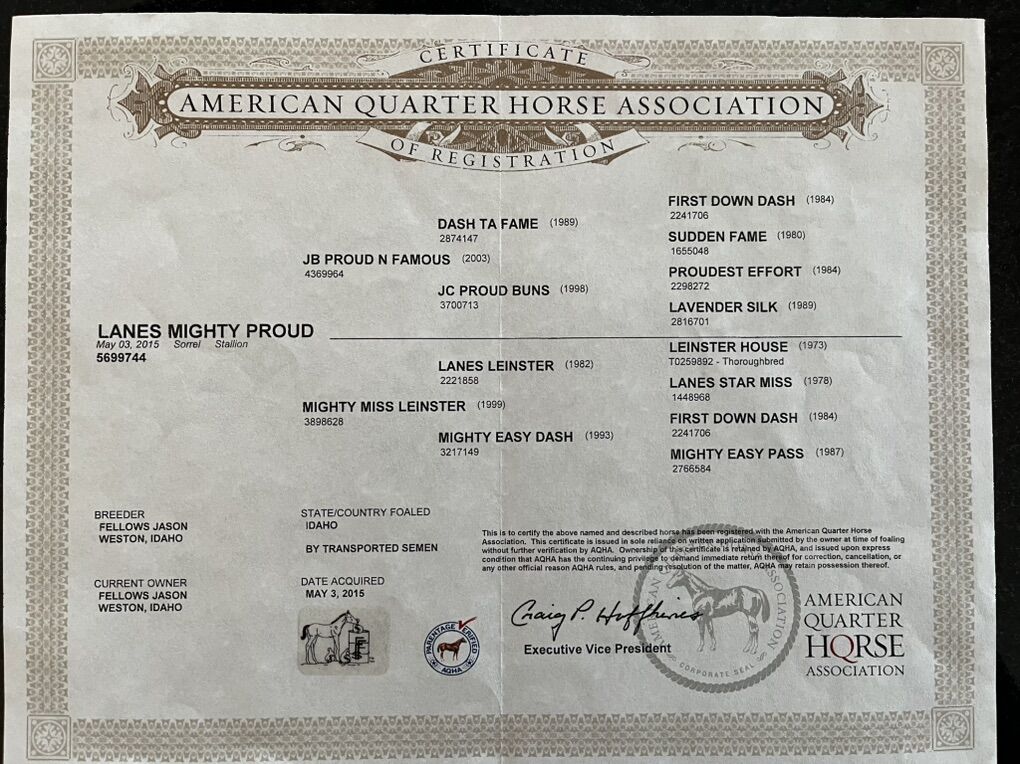 CERTIFICATE
AMERICAN QUARTER HORSE ASSOCIATION
OF REGISTRATION
FIRST DOWN DASH (1984)
2241706
DASH TA FAME (1989)
2874147
SUDDEN FAME (1980)
1655048
JB PROUD N FAMOUS (2003)
4369964
PROUDEST EFFORT (1984)
2298272
JC PROUD BUNS (1998)
3700713
LAVENDER SILK (1989)
2816701
LANES MIGHTY PROUD
May 03, 2015 Sorrel Stallion
5699744
LEINSTER HOUSE (1973)
T0259892 - Thoroughbred
LANES LEINSTER (1982)
2221858
LANES STAR MISS (1978)
1448968
MIGHTY MISS LEINSTER (1999)
3898628
FIRST DOWN DASH (1984)
2241706
MIGHTY EASY DASH (1993)
3217149
MIGHTY EASY PASS (1987)
2766584
BREEDER
FELLOWS JASON
WESTON, IDAHO
STATE/COUNTRY FOALED
IDAHO
BY TRANSPORTED SEMEN
CURRENT OWNER
FELLOWS JASON
WESTON, IDAHO
DATE ACQUIRED
MAY 3, 2015
This is to certify the above named and described horse has been registered with the American Quarter Horse
Association. This certificate is issued in sole reliance on written application submitted by the owner at time of foaling
without further verification by AQHA. Ownership of this certificate is retained by AQHA, and issued upon express
condition that AQHA has the continuing privilege to demand immediate return thereof for correction, cancellation, or
any other official reason AQHA rules, and pending resolution of the matter, AQHA may retain possession thereof.
PARENTAGE VERIFIED
AQHA
Craig P. Huffhines
Executive Vice President
AMERICAN QUARTER HORSE ASSOCIATION
CORPORATE SEAL
AMERICAN
QUARTER
HORSE
ASSOCIATION